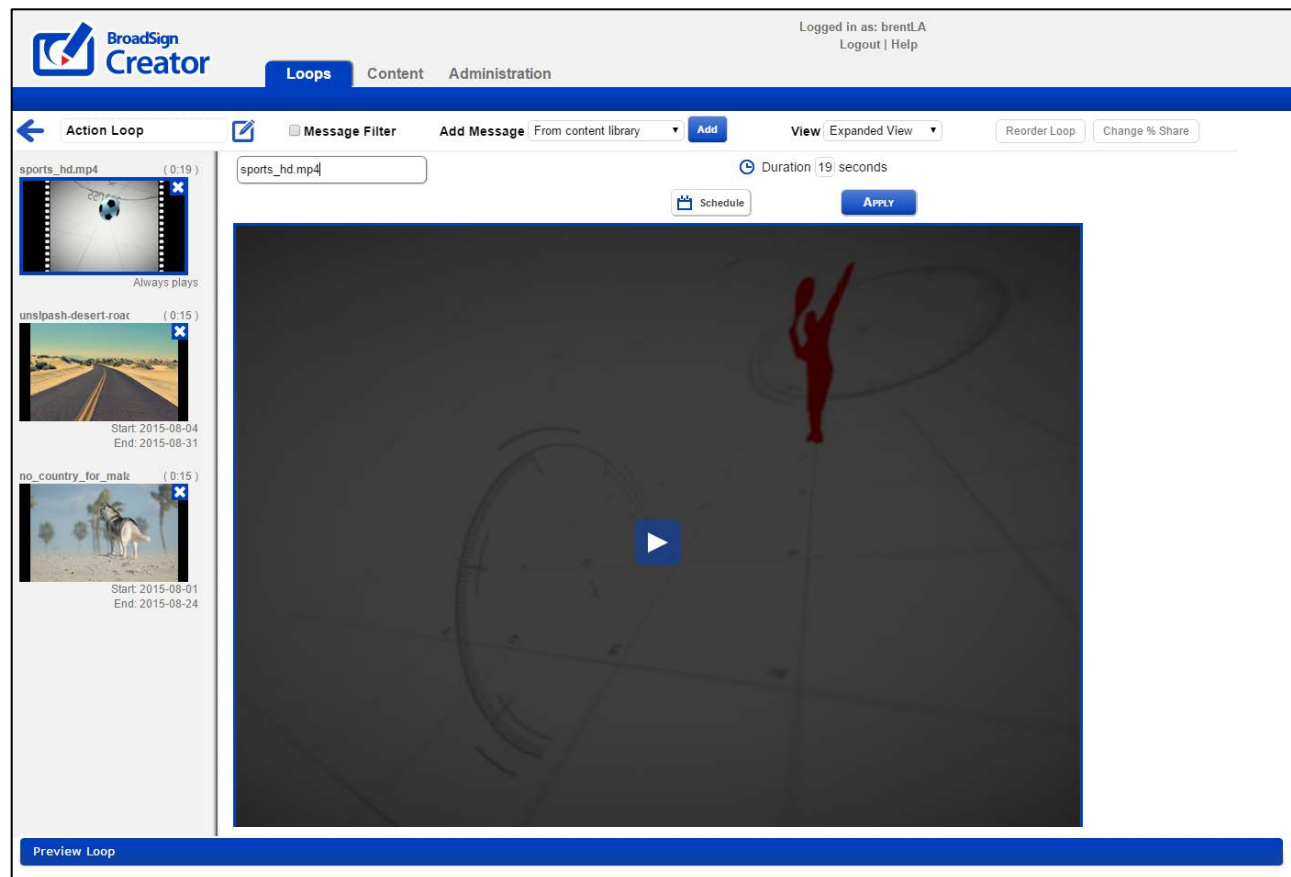 Logged in as: brentLA
Logout | Help
BroadSign
Creator
Loops Content Administration
Action Loop Message Filter Add Message From content library Add View Expanded View Reorder Loop Change % Share
sports_hd.mp4 ( 0:19 )
Always plays
unslpash-desert-road ( 0:15 )
Start: 2015-08-04
End: 2015-08-31
no_country_for_mala ( 0:15 )
Start: 2015-08-01
End: 2015-08-24
sports_hd.mp4 Duration 19 seconds
Schedule APPLY
Preview Loop